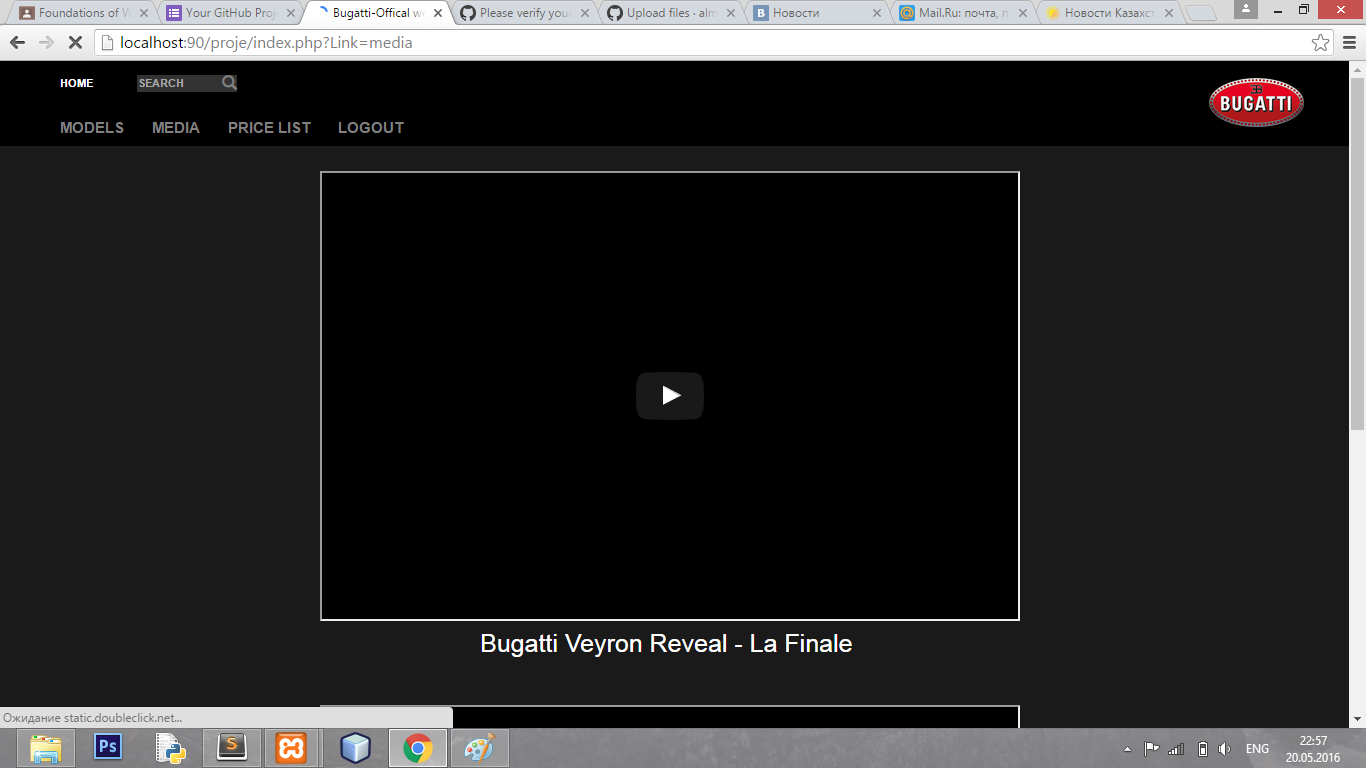 Foundations of W
Your GitHub Proj
Bugatti-Offical we
Please verify your
Upload files · alm
Новости
Mail.Ru: почта, п
Новости Казахст
localhost:90/proje/index.php?Link=media
HOME
SEARCH
BUGATTI
MODELS MEDIA PRICE LIST LOGOUT
Bugatti Veyron Reveal - La Finale
Ожидание static.doubleclick.net...
Ps
S
ENG
22:57
20.05.2016